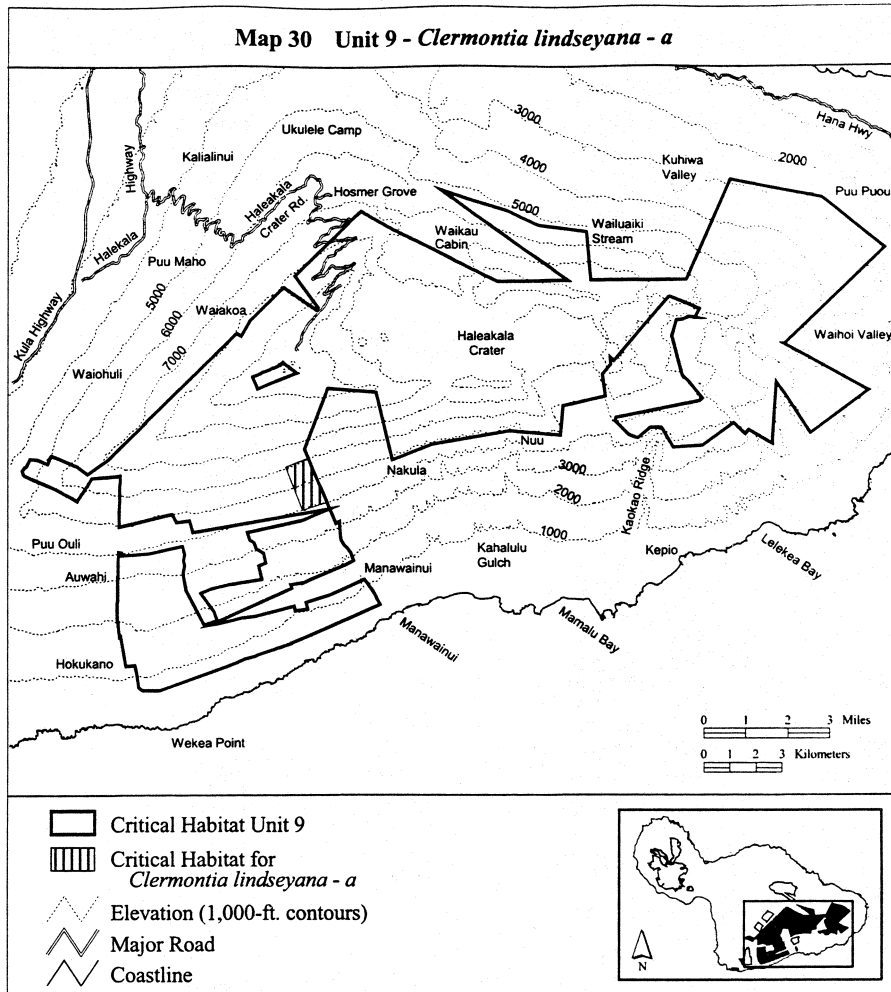 Map 30 Unit 9 - Clermontia lindseyana - a
3000
Hana Hwy
Ukulele Camp
Kalialinui
Highway
4000
Kuhiwa
Valley
2000
Haleakala
Crater Rd.
Hosmer Grove
5000
Puu Puou
Waikau
Cabin
Wailuaiki
Stream
Halekala
Puu Maho
5000
6000
7000
Waiakoa
Kula Highway
Haleakala
Crater
Waihoi Valley
Waiohuli
Nuu
Nakula
3000
2000
1000
Kaokao Ridge
Puu Ouli
Auwahi
Manawainui
Kahalulu
Gulch
Kepio
Lelekea Bay
Mamalu Bay
Manawainui
Hokukano
Wekea Point
0 1 2 3 Miles
0 1 2 3 Kilometers
Critical Habitat Unit 9
Critical Habitat for
Clermontia lindseyana - a
Elevation (1,000-ft. contours)
Major Road
Coastline
N